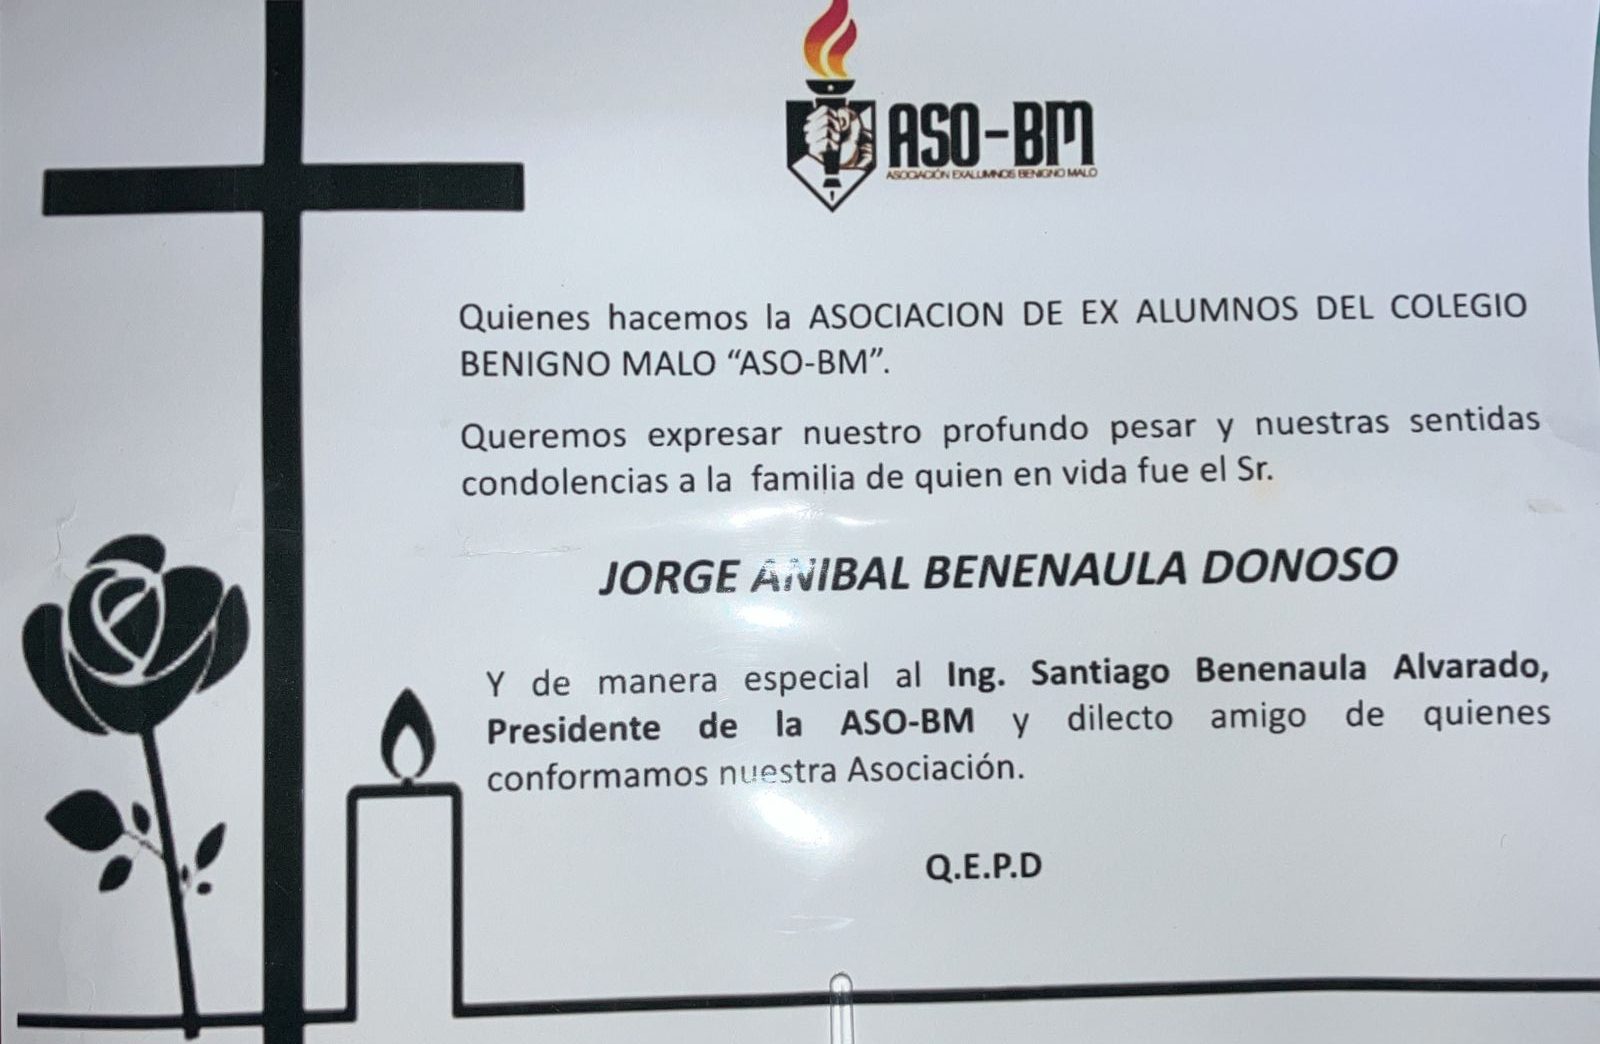 ASO-BM
ASOCIACIÓN EXALUMNOS BENIGNO MALO
Quienes hacemos la ASOCIACION DE EX ALUMNOS DEL COLEGIO
BENIGNO MALO “ASO-BM”.
Queremos expresar nuestro profundo pesar y nuestras sentidas
condolencias a la familia de quien en vida fue el Sr.
JORGE ANIBAL BENENAULA DONOSO
Y de manera especial al Ing. Santiago Benenaula Alvarado,
Presidente de la ASO-BM y dilecto amigo de quienes
conformamos nuestra Asociación.
Q.E.P.D